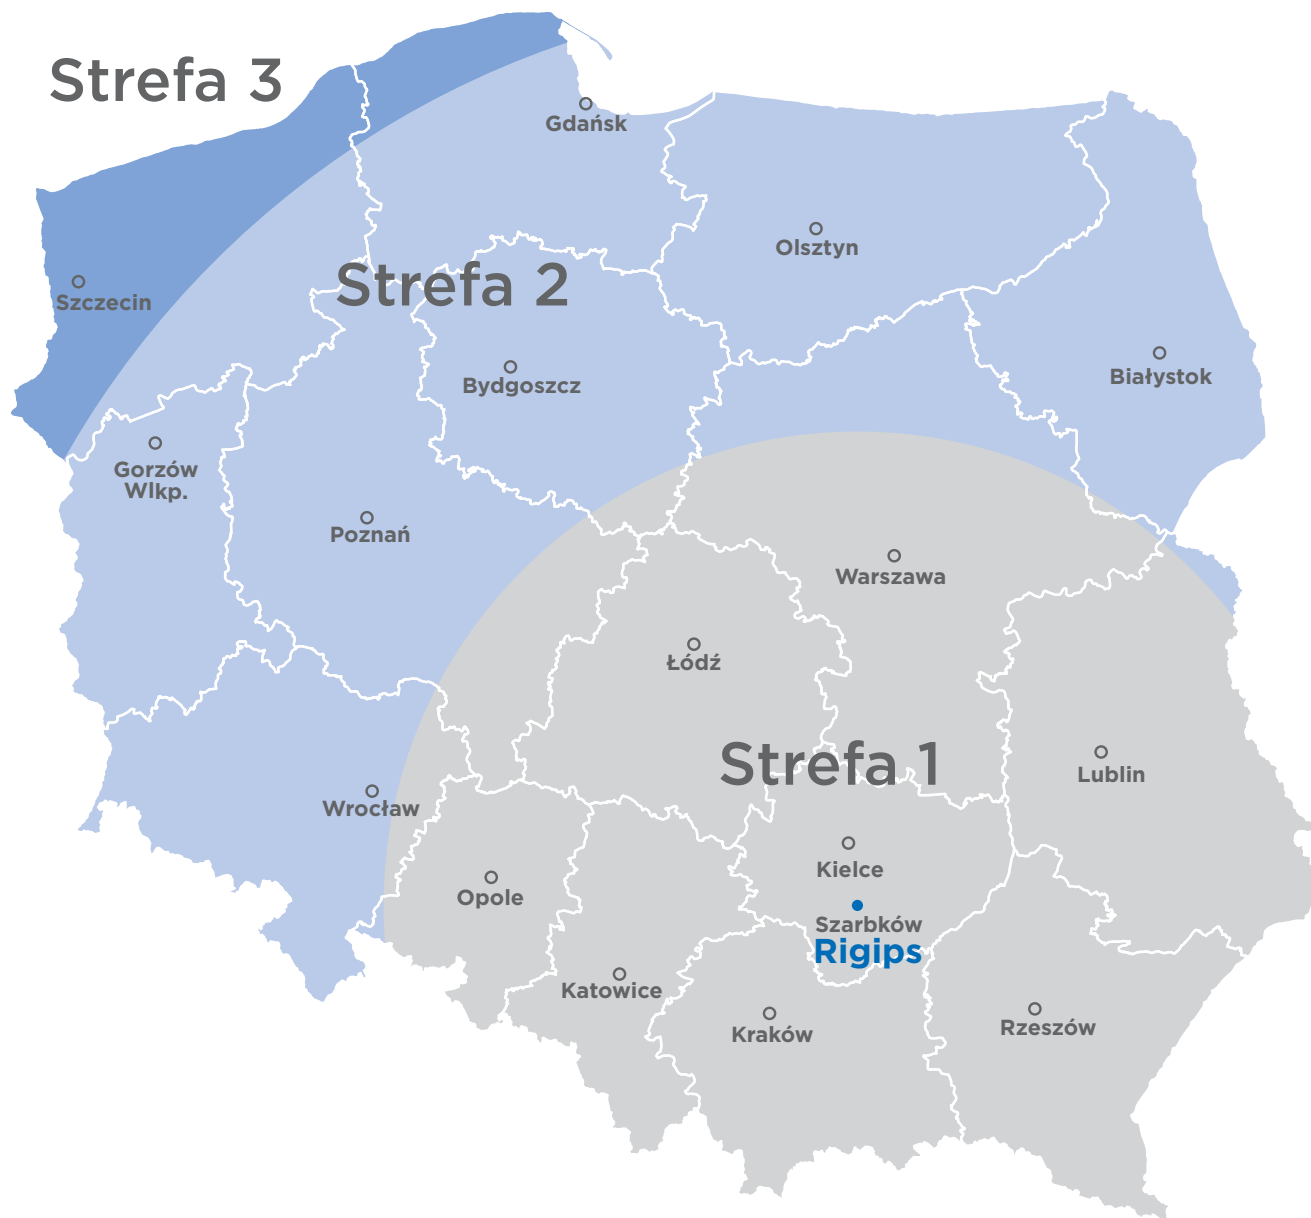 Strefa 3
Gdańsk
Olsztyn
Strefa 2
Szczecin
Bydgoszcz
Białystok
Gorzów
Wlkp.
Poznań
Warszawa
Łódź
Strefa 1
Lublin
Wrocław
Kielce
Opole
Szarbków
Rigips
Katowice
Kraków
Rzeszów